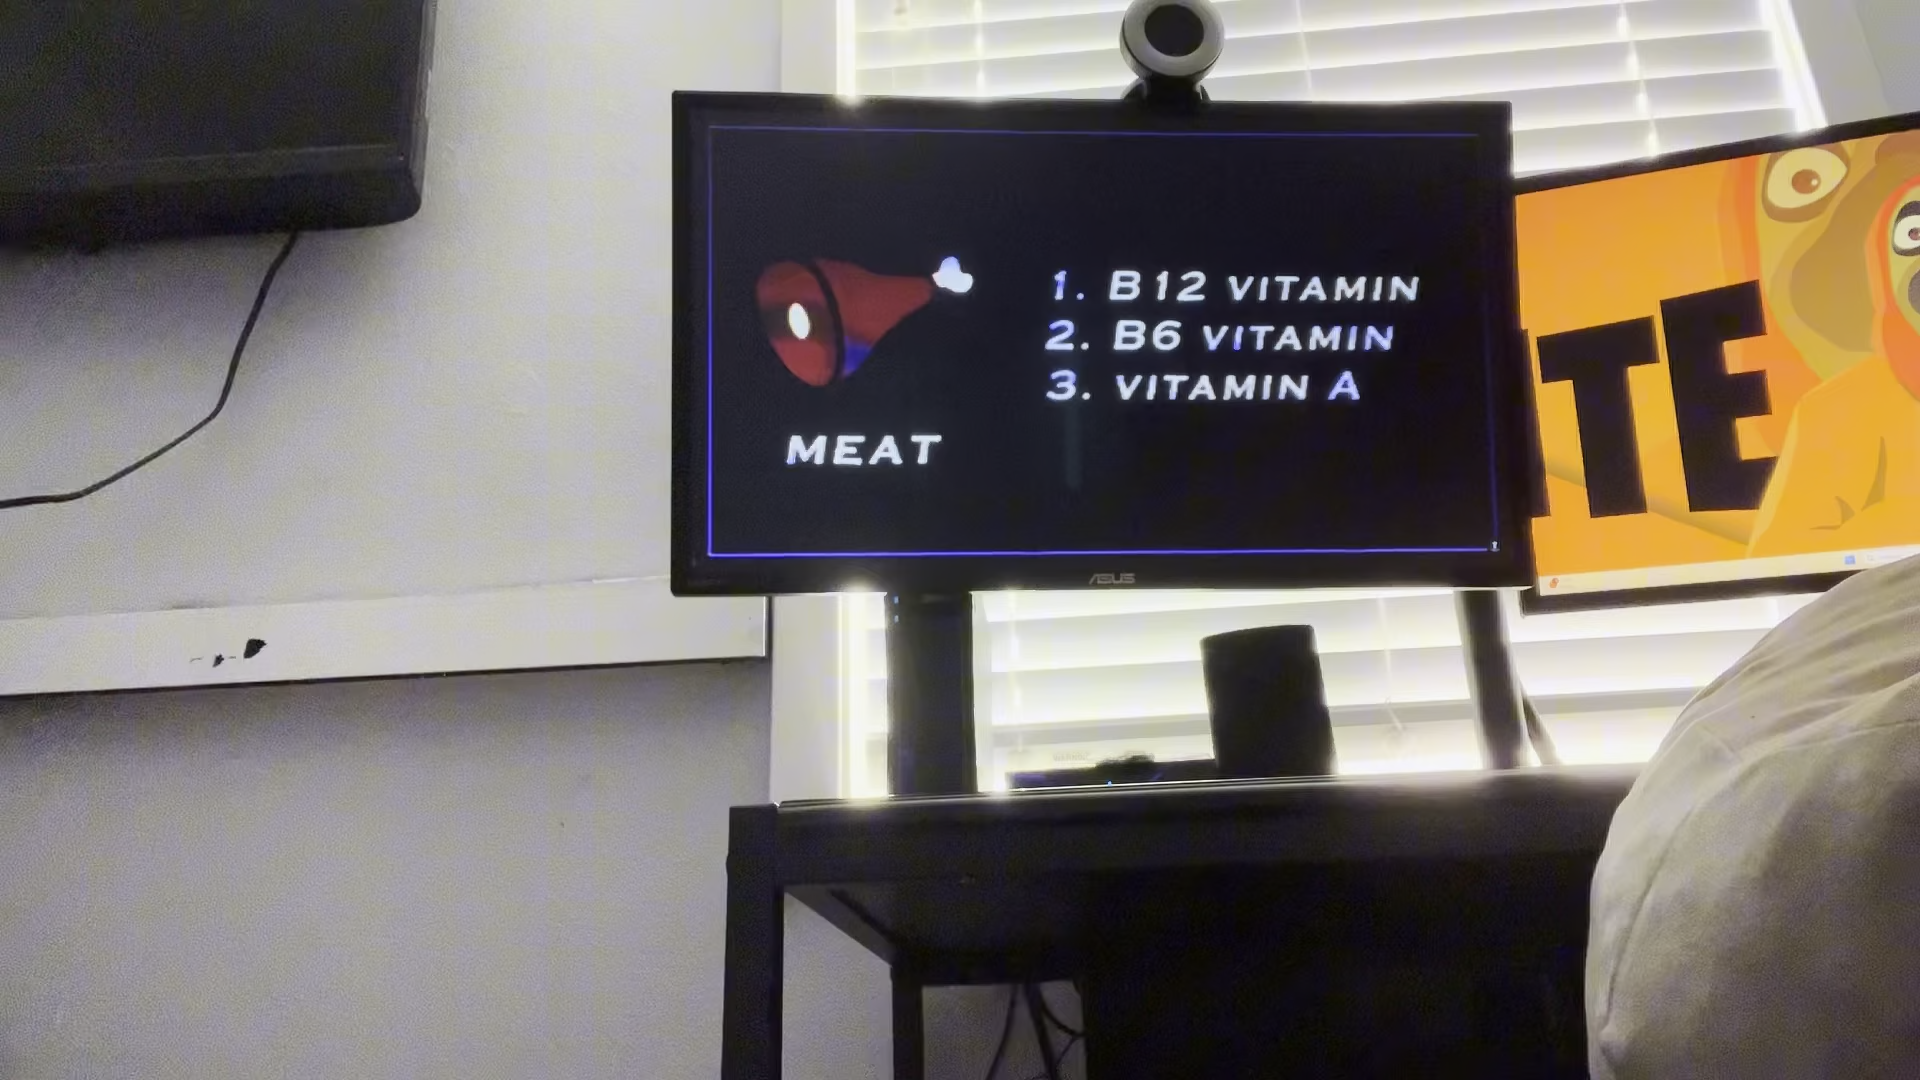 1. B12 VITAMIN
2. B6 VITAMIN
3. VITAMIN A
MEAT
ASUS
TE